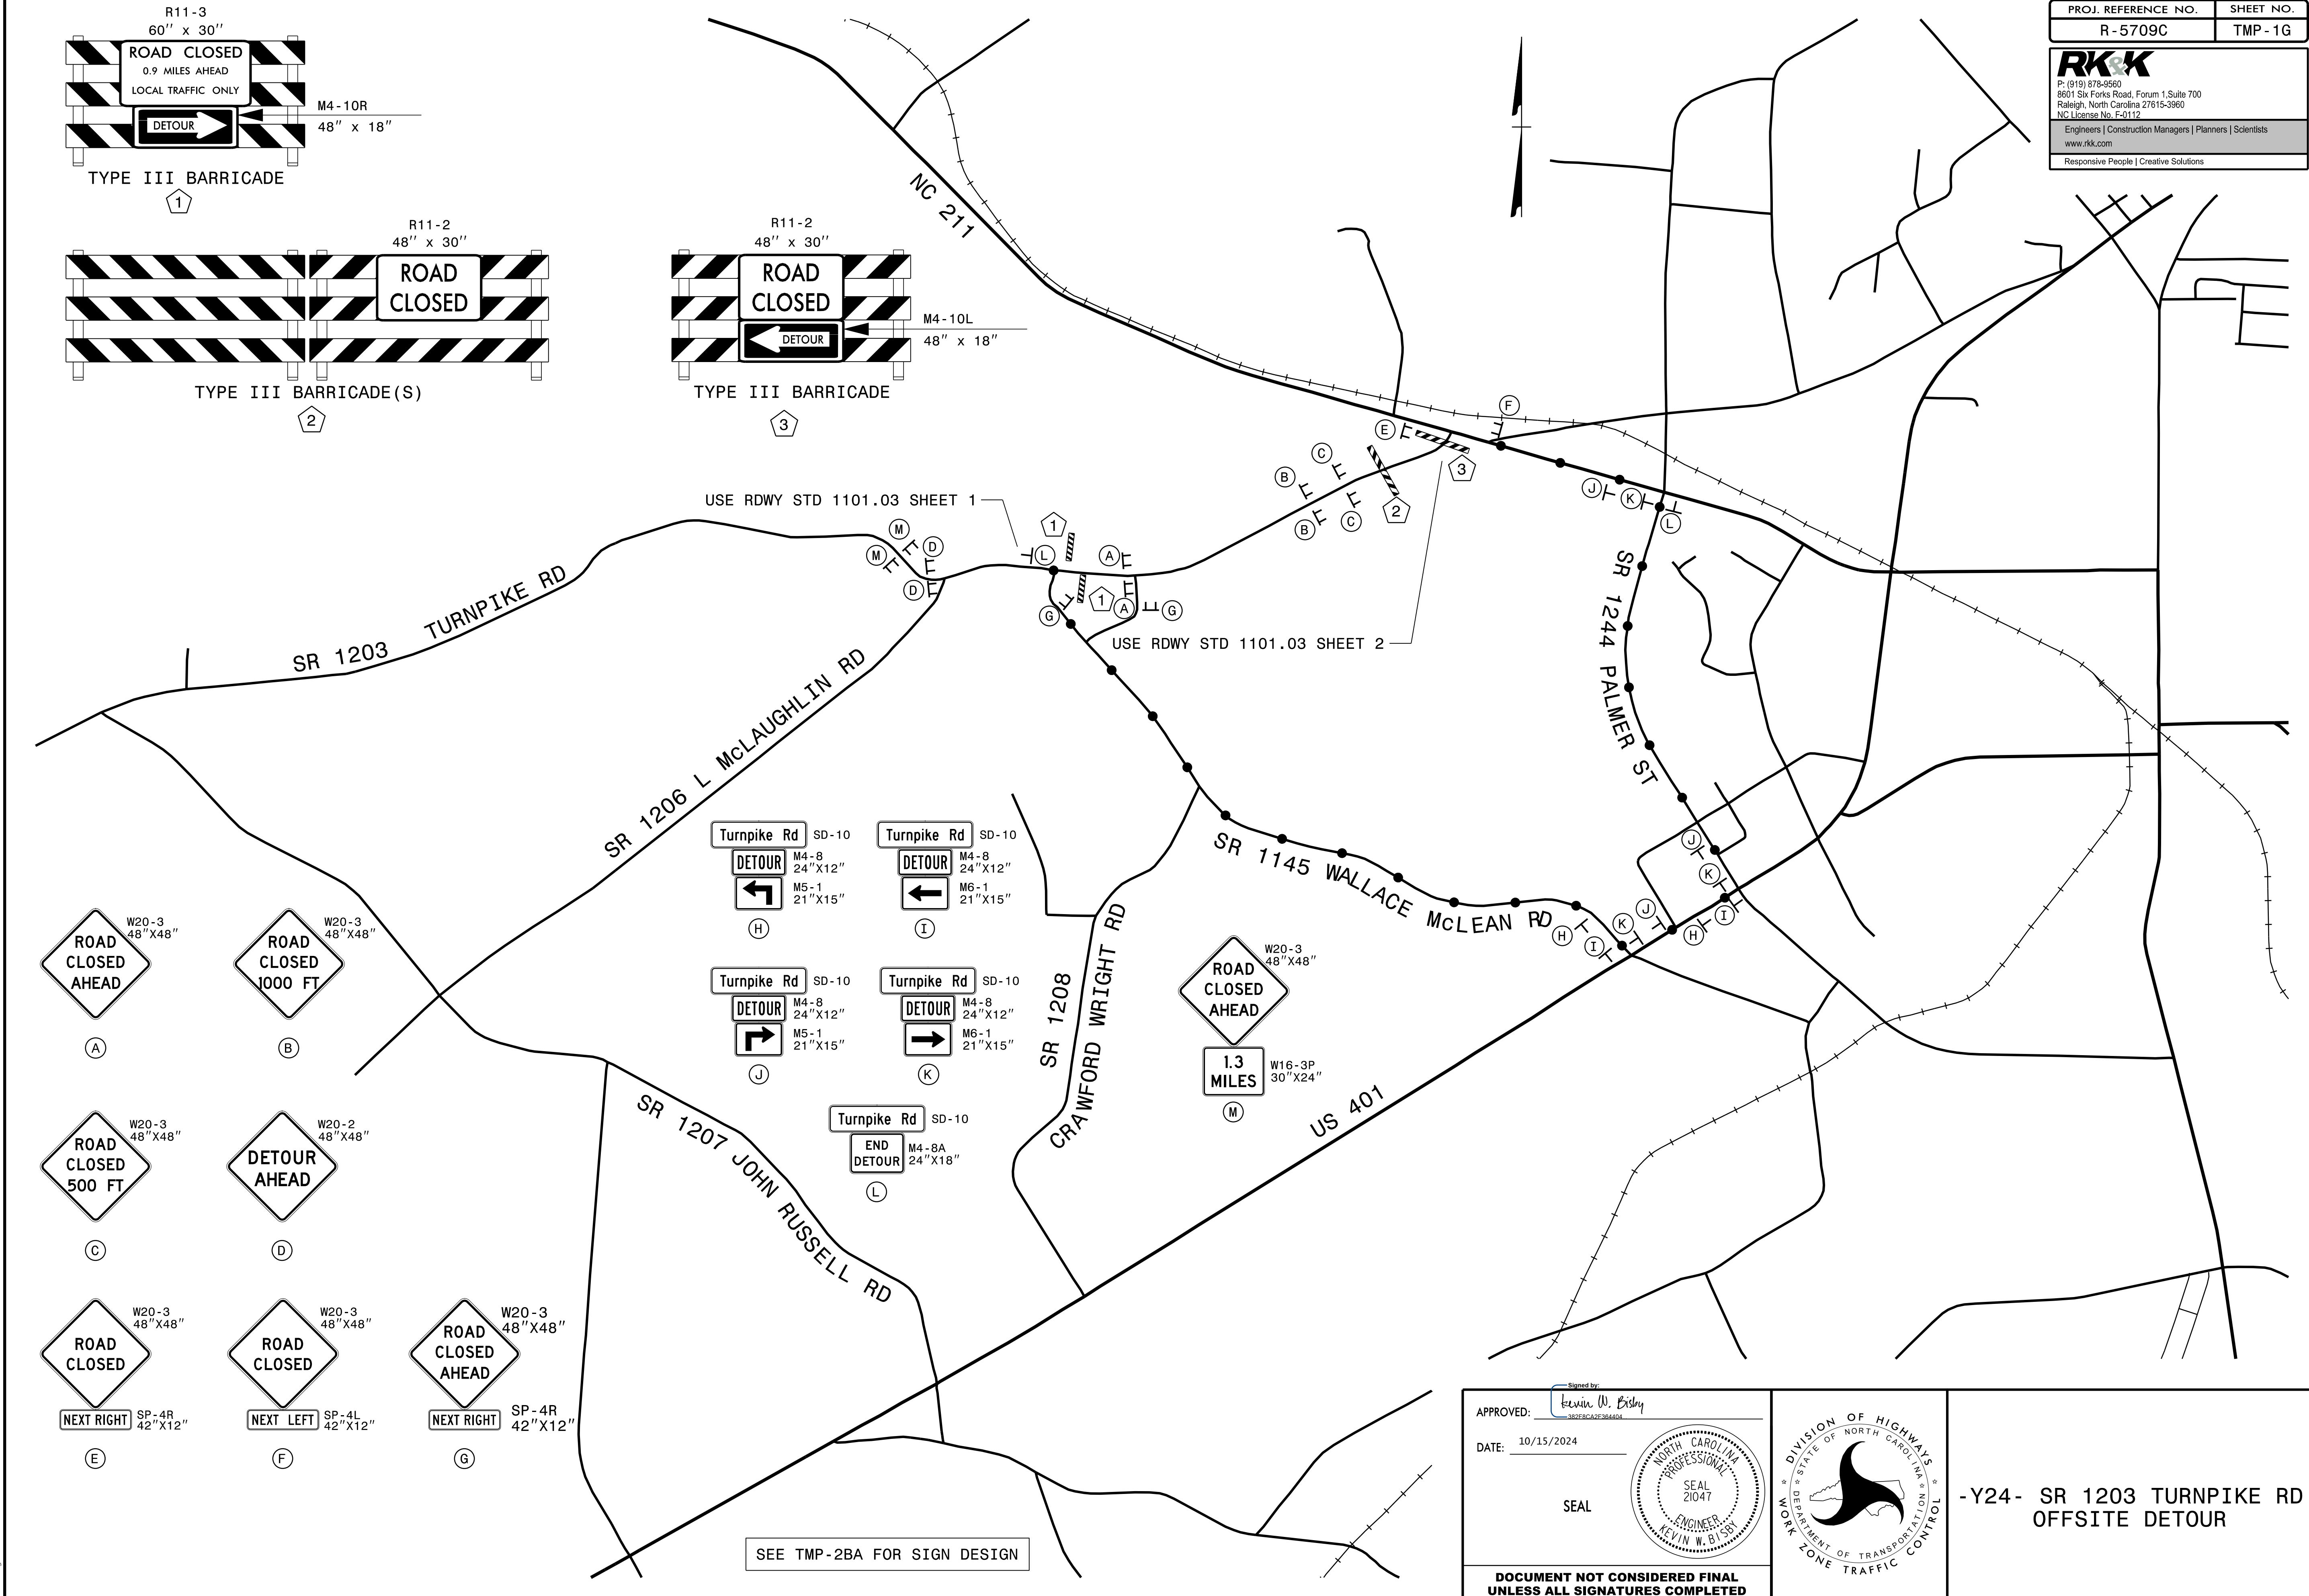 R11-3
60" x 30"
ROAD CLOSED
0.9 MILES AHEAD
LOCAL TRAFFIC ONLY
DETOUR
M4-10R
48" x 18"
TYPE III BARRICADE
1
R11-2
48" x 30"
ROAD
CLOSED
TYPE III BARRICADE(S)
2
R11-2
48" x 30"
ROAD
CLOSED
DETOUR
M4-10L
48" x 18"
TYPE III BARRICADE
3
PROJ. REFERENCE NO.
SHEET NO.
R-5709C
TMP-1G
RK&K
P: (919) 878-9560
8601 Six Forks Road, Forum 1,Suite 700
Raleigh, North Carolina 27615-3960
NC License No. F-0112
Engineers | Construction Managers | Planners | Scientists
www.rkk.com
Responsive People | Creative Solutions
NC 211
F
E
3
C
B
2
C
B
J
K
L
USE RDWY STD 1101.03 SHEET 1
M
M
D
D
1
L
A
1
G
A
G
USE RDWY STD 1101.03 SHEET 2
SR 1203 TURNPIKE RD
SR 1206 L McLAUGHLIN RD
SR 1244 PALMER ST
SR 1145 WALLACE McLEAN RD
J
K
I
J
K
H
H
I
SR 1208
CRAWFORD WRIGHT RD
US 401
SR 1207 JOHN RUSSELL RD
Turnpike Rd SD-10
DETOUR M4-8
24"X12"
M5-1
21"X15"
H
Turnpike Rd SD-10
DETOUR M4-8
24"X12"
M6-1
21"X15"
I
Turnpike Rd SD-10
DETOUR M4-8
24"X12"
M5-1
21"X15"
J
Turnpike Rd SD-10
DETOUR M4-8
24"X12"
M6-1
21"X15"
K
Turnpike Rd SD-10
END
DETOUR
M4-8A
24"X18"
L
W20-3
48"X48"
ROAD
CLOSED
AHEAD
1.3
MILES
W16-3P
30"X24"
M
W20-3
48"X48"
ROAD
CLOSED
AHEAD
A
W20-3
48"X48"
ROAD
CLOSED
1000 FT
B
W20-3
48"X48"
ROAD
CLOSED
500 FT
C
W20-2
48"X48"
DETOUR
AHEAD
D
W20-3
48"X48"
ROAD
CLOSED
NEXT RIGHT
SP-4R
42"X12"
E
W20-3
48"X48"
ROAD
CLOSED
NEXT LEFT
SP-4L
42"X12"
F
W20-3
48"X48"
ROAD
CLOSED
AHEAD
NEXT RIGHT
SP-4R
42"X12"
G
SEE TMP-2BA FOR SIGN DESIGN
Signed by:
APPROVED: Kevin W. Bisby
382F8CA2F364404
DATE: 10/15/2024
SEAL
NORTH CAROLINA
PROFESSIONAL
SEAL
21047
ENGINEER
KEVIN W. BISBY
DOCUMENT NOT CONSIDERED FINAL
UNLESS ALL SIGNATURES COMPLETED
DIVISION OF HIGHWAYS
STATE OF NORTH CAROLINA
DEPARTMENT OF TRANSPORTATION
WORK ZONE TRAFFIC CONTROL
-Y24- SR 1203 TURNPIKE RD
OFFSITE DETOUR